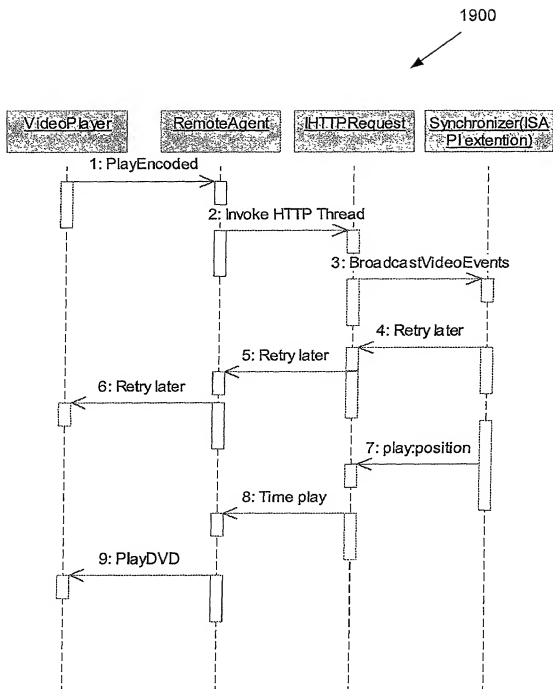 1900
VideoPlayer
RemoteAgent
IHTTPRequest
Synchronizer(ISA
PI extention)
1: PlayEncoded
2: Invoke HTTP Thread
3: BroadcastVideoEvents
4: Retry later
5: Retry later
6: Retry later
7: play:position
8: Time play
9: PlayDVD